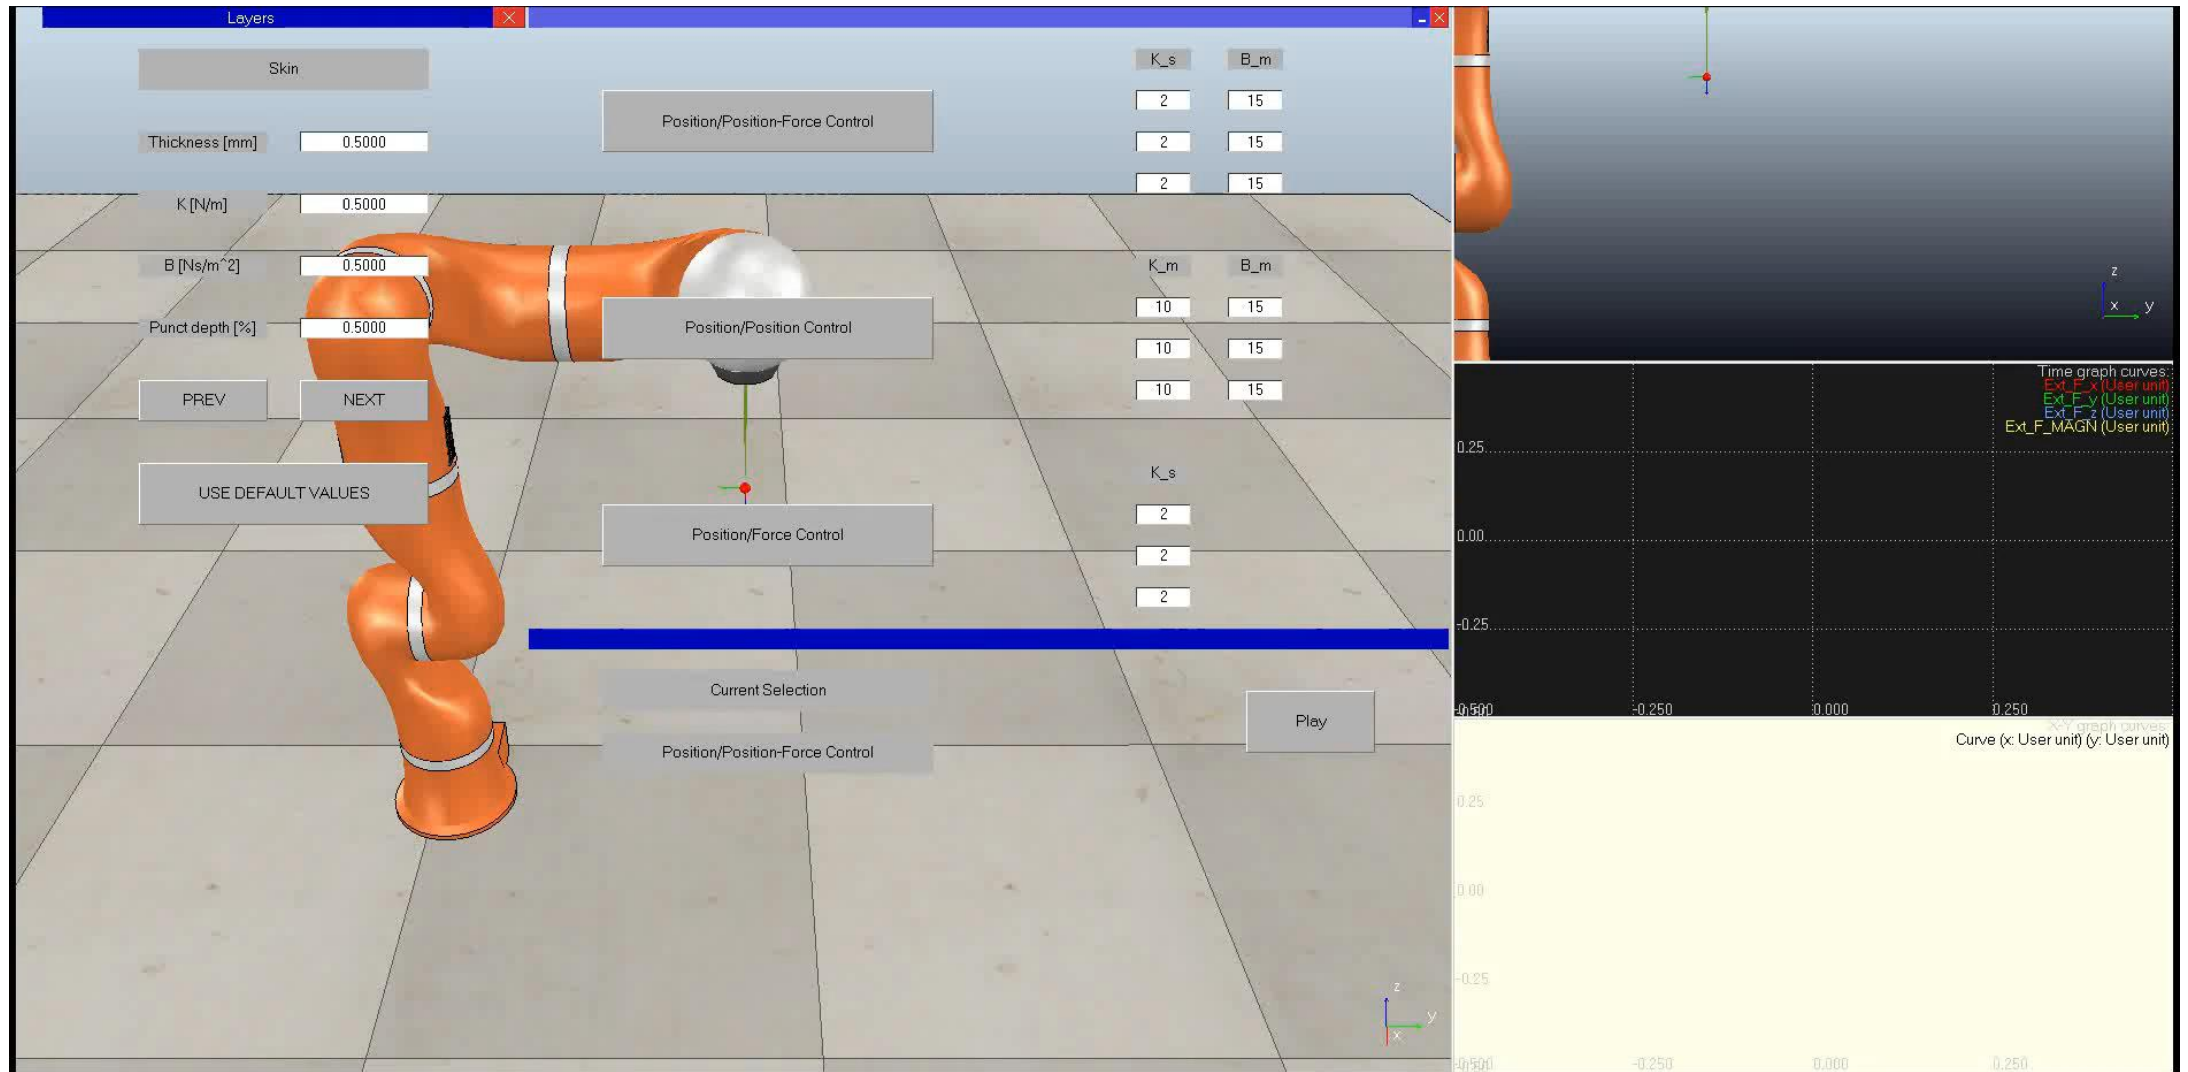 Layers
Skin
Thickness [mm] 0.5000
K [N/m] 0.5000
B [Ns/m^2] 0.5000
Punct depth [%] 0.5000
PREV NEXT
USE DEFAULT VALUES
Position/Position-Force Control
K_s B_m
2 15
2 15
2 15
Position/Position Control
K_m B_m
10 15
10 15
10 15
Position/Force Control
K_s
2
2
2
Current Selection
Position/Position-Force Control
Play
z
y
x
z
x y
Time graph curves:
Ext_F_x (User unit)
Ext_F_y (User unit)
Ext_F_z (User unit)
Ext_F_MAGN (User unit)
0.25
0.00
-0.25
-0.250 0.000 0.250
X-Y graph curves:
Curve (x: User unit) (y: User unit)
0.25
0.00
-0.25
-0.250 0.000 0.250